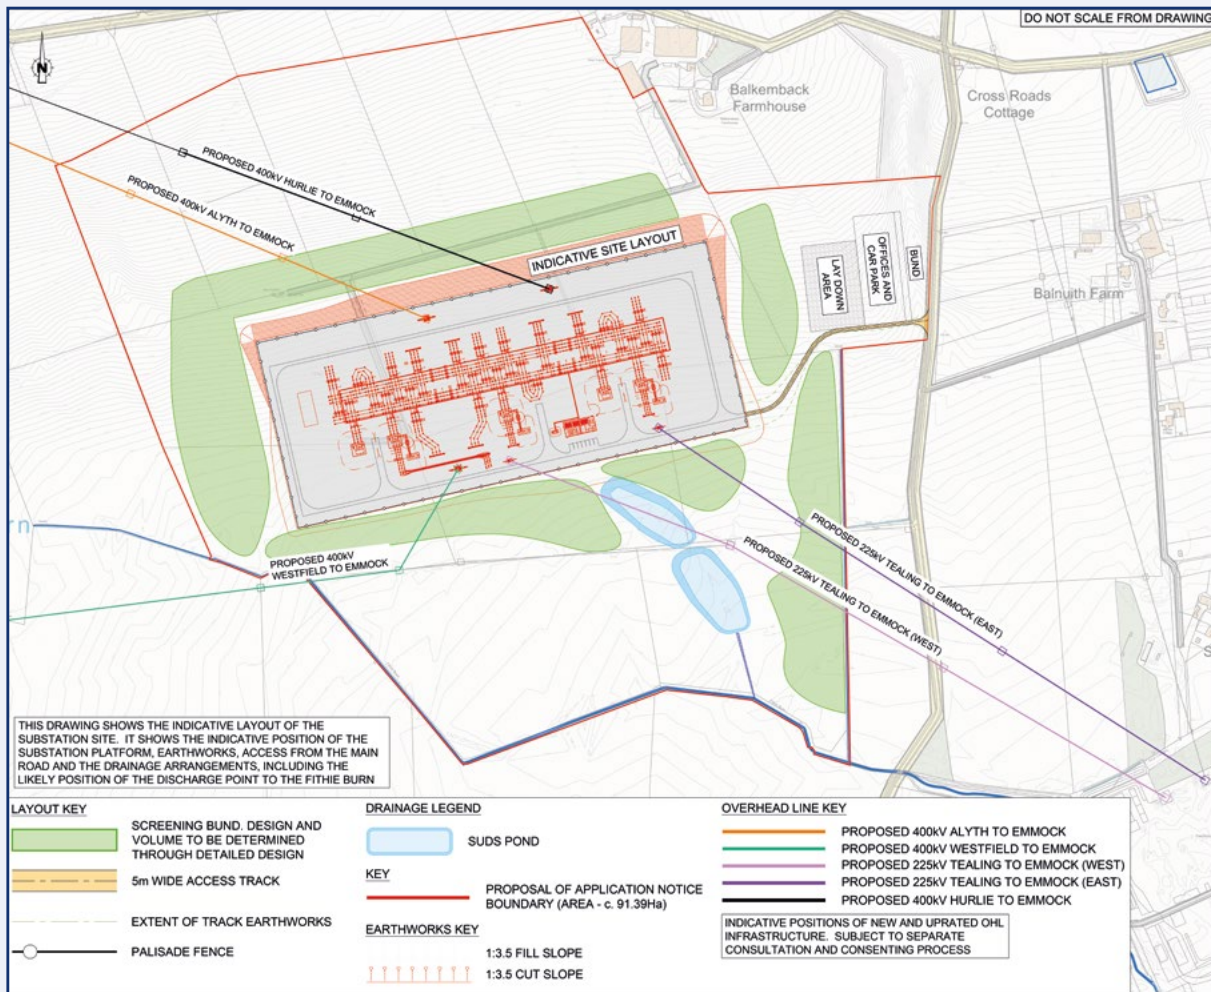 DO NOT SCALE FROM DRAWING
N
Balkemback
Farmhouse
Cross Roads
Cottage
PROPOSED 400kV HURLIE TO EMMOCK
PROPOSED 400kV ALYTH TO EMMOCK
INDICATIVE SITE LAYOUT
LAY DOWN
AREA
OFFICES AND
CAR PARK
BUND
Balnuith Farm
PROPOSED 400kV
WESTFIELD TO EMMOCK
PROPOSED 225kV TEALING TO EMMOCK (EAST)
PROPOSED 225kV TEALING TO EMMOCK (WEST)
THIS DRAWING SHOWS THE INDICATIVE LAYOUT OF THE
SUBSTATION SITE. IT SHOWS THE INDICATIVE POSITION OF THE
SUBSTATION PLATFORM, EARTHWORKS, ACCESS FROM THE MAIN
ROAD AND THE DRAINAGE ARRANGEMENTS, INCLUDING THE
LIKELY POSITION OF THE DISCHARGE POINT TO THE FITHIE BURN
LAYOUT KEY
SCREENING BUND. DESIGN AND
VOLUME TO BE DETERMINED
THROUGH DETAILED DESIGN
5m WIDE ACCESS TRACK
EXTENT OF TRACK EARTHWORKS
PALISADE FENCE
DRAINAGE LEGEND
SUDS POND
KEY
PROPOSAL OF APPLICATION NOTICE
BOUNDARY (AREA - c. 91.39Ha)
EARTHWORKS KEY
1:3.5 FILL SLOPE
1:3.5 CUT SLOPE
OVERHEAD LINE KEY
PROPOSED 400kV ALYTH TO EMMOCK
PROPOSED 400kV WESTFIELD TO EMMOCK
PROPOSED 225kV TEALING TO EMMOCK (WEST)
PROPOSED 225kV TEALING TO EMMOCK (EAST)
PROPOSED 400kV HURLIE TO EMMOCK
INDICATIVE POSITIONS OF NEW AND UPRATED OHL
INFRASTRUCTURE. SUBJECT TO SEPARATE
CONSULTATION AND CONSENTING PROCESS